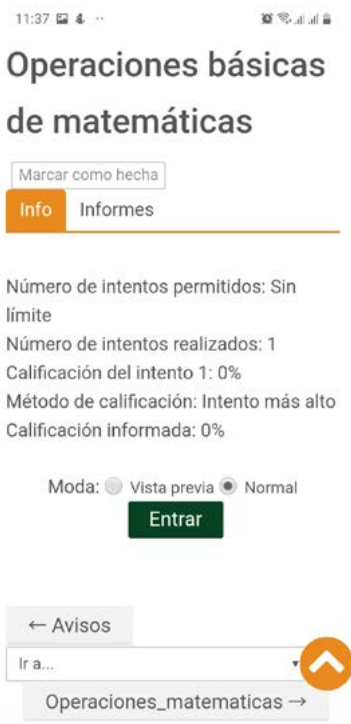 11:37
Operaciones básicas
de matemáticas
Marcar como hecha
Info Informes
Número de intentos permitidos: Sin
límite
Número de intentos realizados: 1
Calificación del intento 1: 0%
Método de calificación: Intento más alto
Calificación informada: 0%
Moda: Vista previa Normal
Entrar
← Avisos
Ir a...
Operaciones_matematicas →